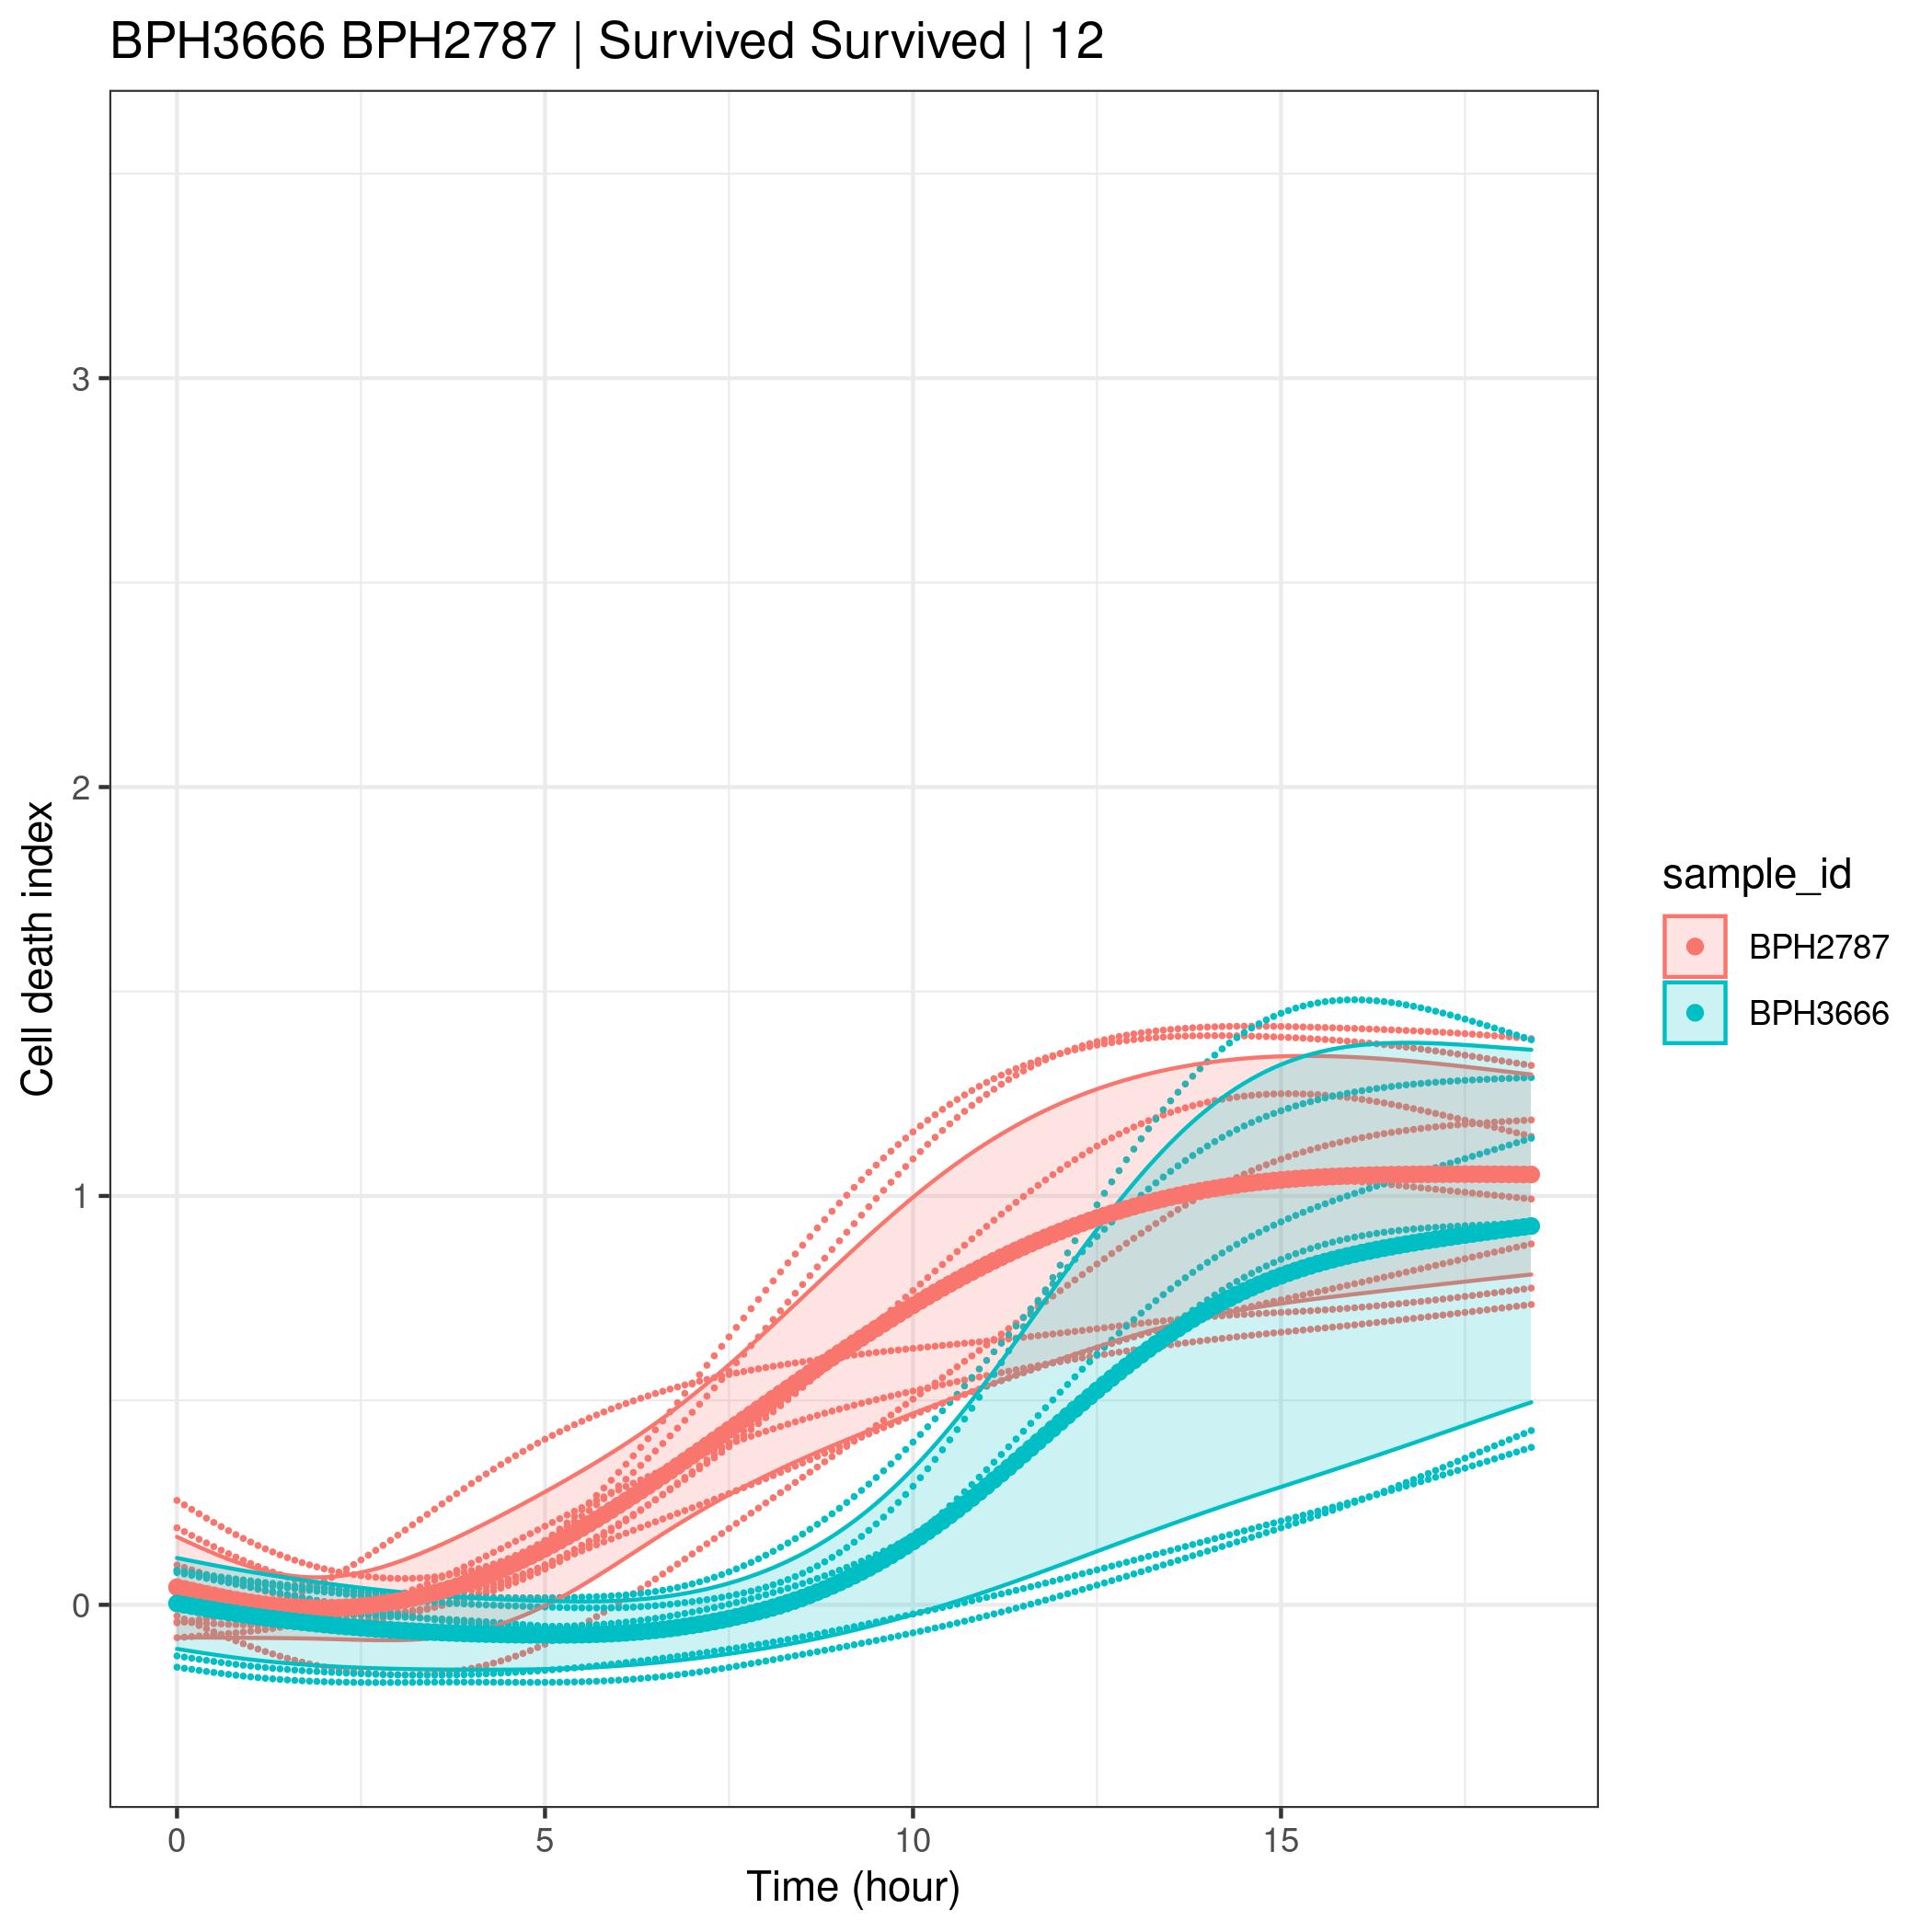 BPH3666 BPH2787 | Survived Survived | 12
3
2
1
0
Cell death index
0 5 10 15
Time (hour)
sample_id
BPH2787
BPH3666